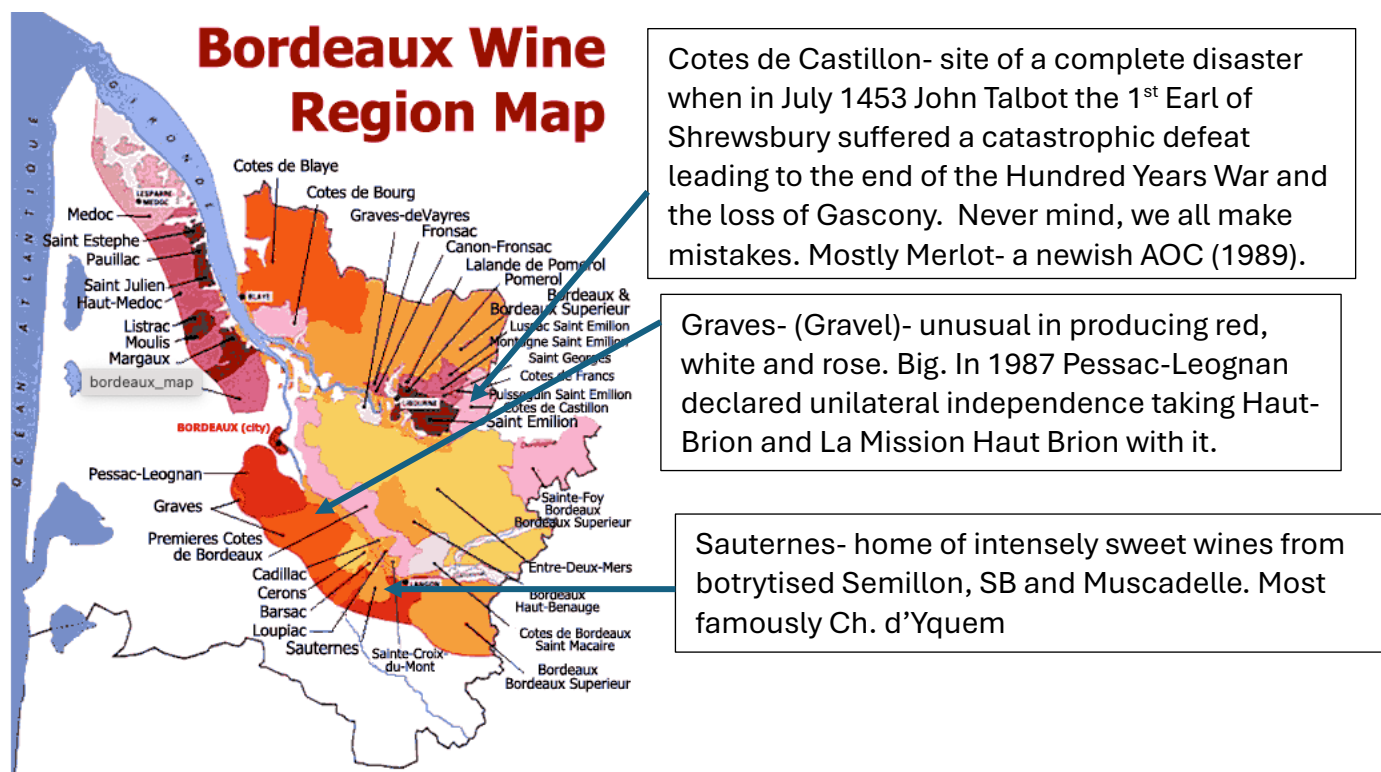 Bordeaux Wine
Region Map
OCEAN ATLANTIQUE
GIRONDE
LESPARRE-
MEDOC
Medoc
Saint Estephe
Pauillac
Saint Julien
Haut-Medoc
Listrac
Moulis
Margaux
bordeaux_map
BORDEAUX (city)
Pessac-Leognan
Graves
Premieres Cotes
de Bordeaux
Cadillac
Cerons
Barsac
Loupiac
Sauternes
Cotes de Blaye
Cotes de Bourg
Graves-deVayres
Fronsac
Canon-Fronsac
Lalande de Pomerol
Pomerol
Bordeaux &
Bordeaux Superieur
Lussac Saint Emilion
Montagne Saint Emilion
Saint Georges
Cotes de Francs
Puisseguin Saint Emilion
Cotes de Castillon
Saint Emilion
BLAYE
LIBOURNE
Sainte-Foy
Bordeaux
Bordeaux Superieur
Entre-Deux-Mers
LANGON
Bordeaux
Haut-Benauge
Cotes de Bordeaux
Saint Macaire
Sainte-Croix-
du-Mont
Bordeaux
Bordeaux Superieur
Cotes de Castillon- site of a complete disaster
when in July 1453 John Talbot the 1st Earl of
Shrewsbury suffered a catastrophic defeat
leading to the end of the Hundred Years War and
the loss of Gascony. Never mind, we all make
mistakes. Mostly Merlot- a newish AOC (1989).
Graves- (Gravel)- unusual in producing red,
white and rose. Big. In 1987 Pessac-Leognan
declared unilateral independence taking Haut-
Brion and La Mission Haut Brion with it.
Sauternes- home of intensely sweet wines from
botrytised Semillon, SB and Muscadelle. Most
famously Ch. d’Yquem